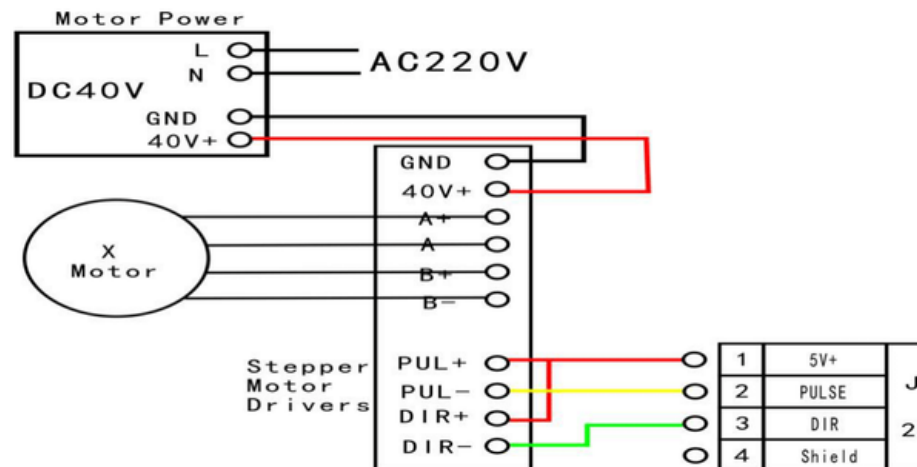 Motor Power
L
AC220V
N
DC40V
GND
40V+
GND
40V+
A+
A
X
Motor
B+
B-
Stepper
Motor
Drivers
PUL+
PUL-
DIR+
DIR-
1 5V+
2 PULSE
3 DIR
4 Shield
J
2